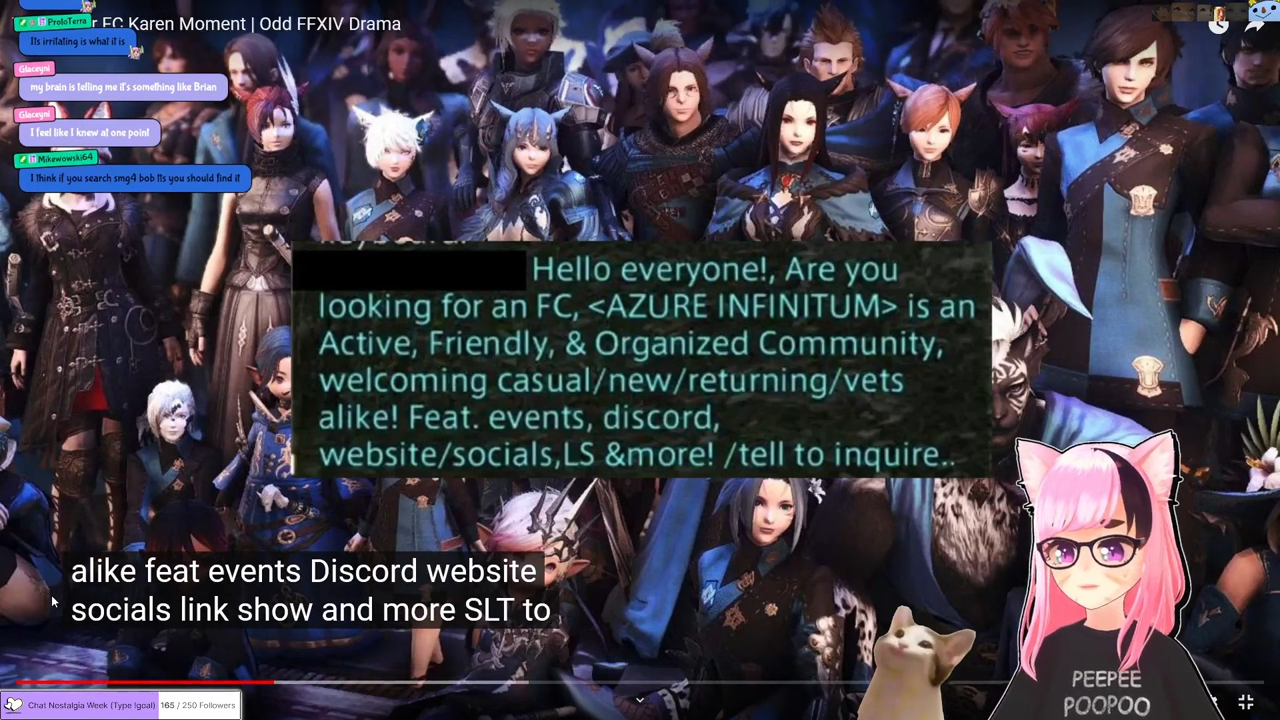 r FC Karen Moment | Odd FFXIV Drama
ProtoTerra
Its irritating is what it is
Glaceyni
my brain is telling me it's something like Brian
Glaceyni
I feel like I knew at one point
Mikewowski64
I think if you search smg4 bob tts you should find it
Hello everyone!, Are you
looking for an FC, <AZURE INFINITUM> is an
Active, Friendly, & Organized Community,
welcoming casual/new/returning/vets
alike! Feat. events, discord,
website/socials,LS &more! /tell to inquire..
alike feat events Discord website
socials link show and more SLT to
PEEPEE
POOPOO
Chat Nostalgia Week (Type !goal) 165 / 250 Followers